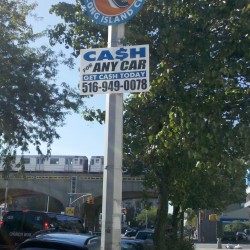 LONG ISLAND C
CA$H
FOR ANY CAR
GET CASH TODAY
516-949-0078